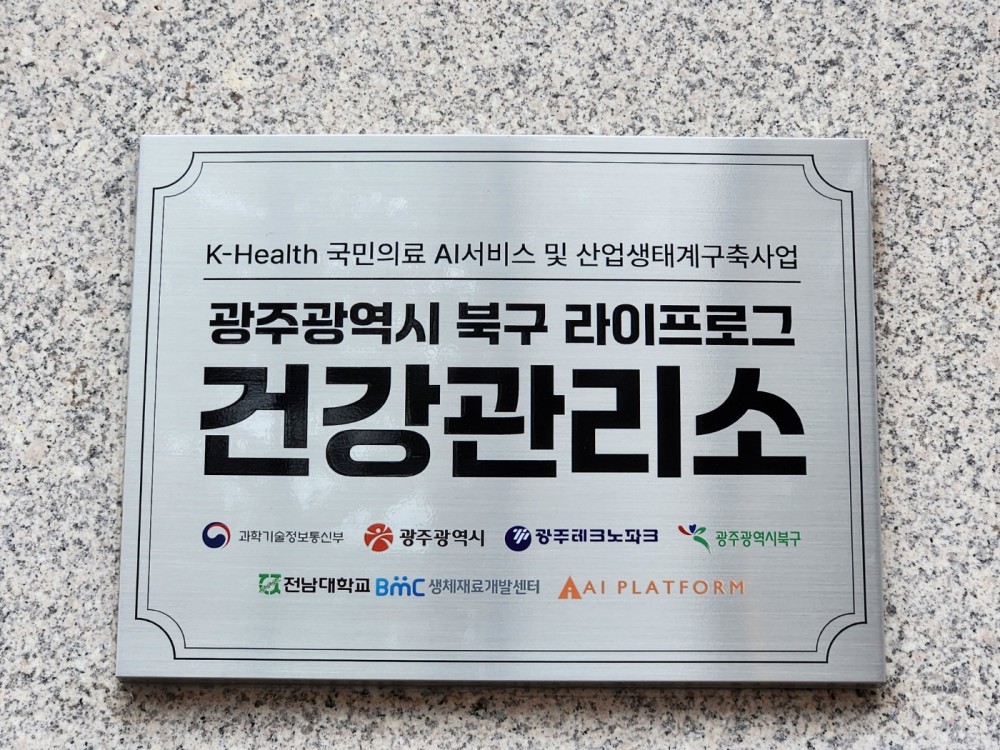 K-Health 국민의료 AI서비스 및 산업생태계구축사업
광주광역시 북구 라이프로그
건강관리소
과학기술정보통신부 광주광역시 광주테크노파크 광주광역시북구
전남대학교 BMC 생체재료개발센터 AI PLATFORM